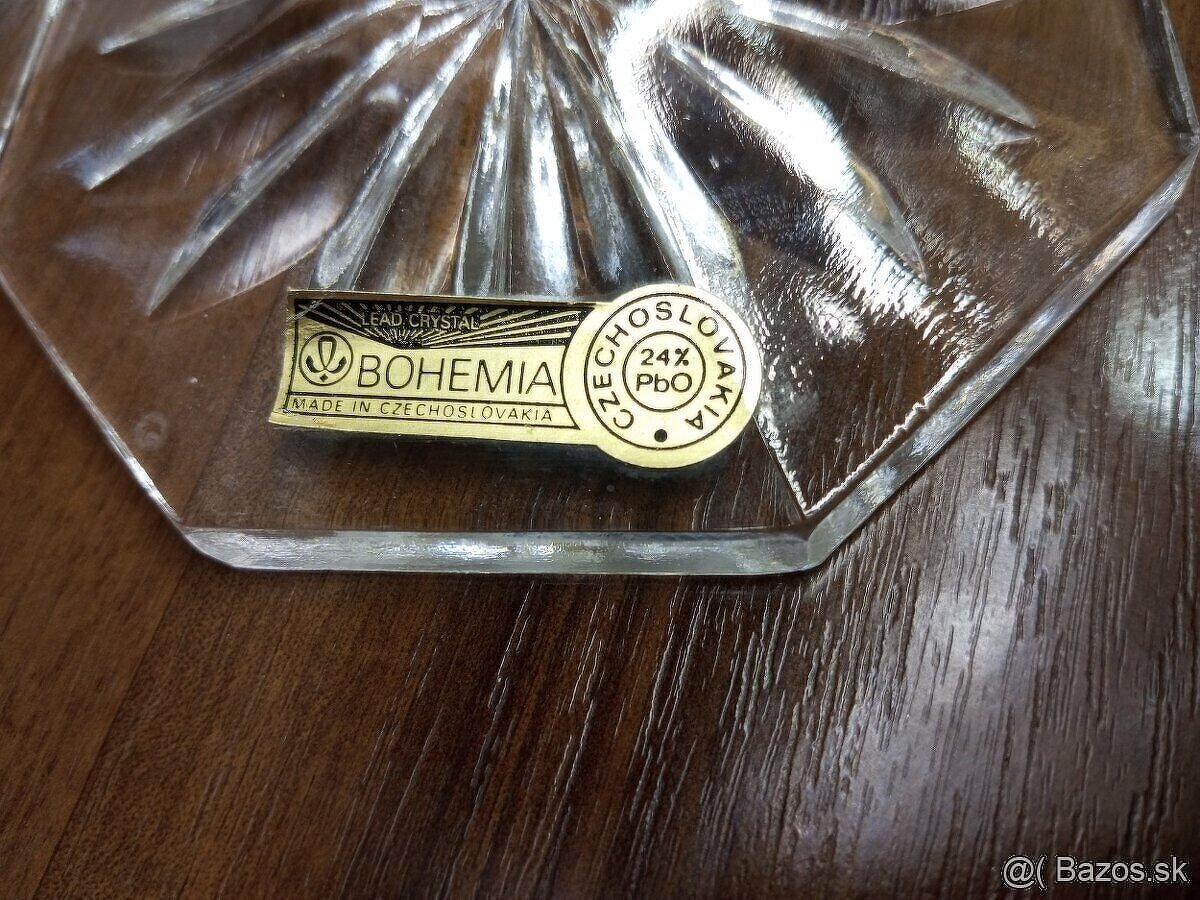 LEAD CRYSTAL
BOHEMIA
MADE IN CZECHOSLOVAKIA
CZECHOSLOVAKIA
24%
PbO
@( Bazos.sk